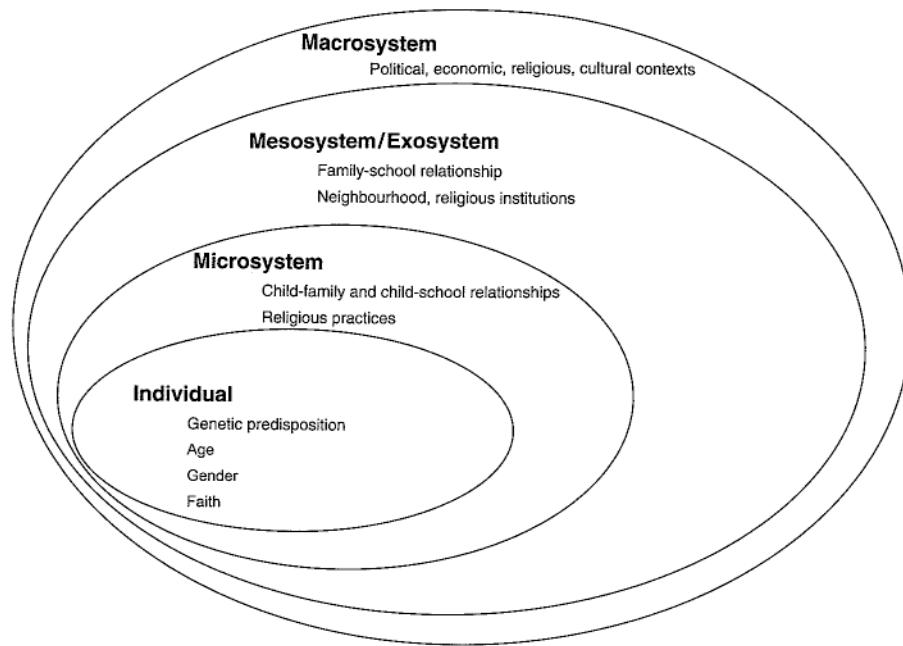 Macrosystem
Political, economic, religious, cultural contexts
Mesosystem/Exosystem
Family-school relationship
Neighbourhood, religious institutions
Microsystem
Child-family and child-school relationships
Religious practices
Individual
Genetic predisposition
Age
Gender
Faith